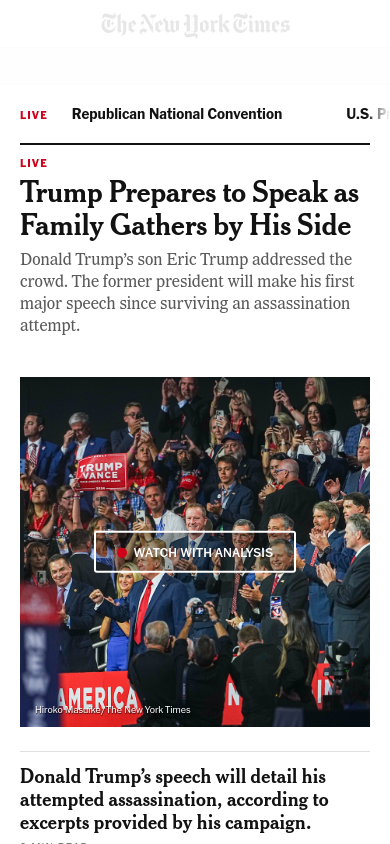 The New York Times
LIVE
Republican National Convention
U.S. P
LIVE
Trump Prepares to Speak as
Family Gathers by His Side
Donald Trump's son Eric Trump addressed the
crowd. The former president will make his first
major speech since surviving an assassination
attempt.
TRUMP
VANCE
WATCH WITH ANALYSIS
NEW
AMERICA
N
IN
Hiroko Masuike/The New York Times
Donald Trump's speech will detail his
attempted assassination, according to
excerpts provided by his campaign.